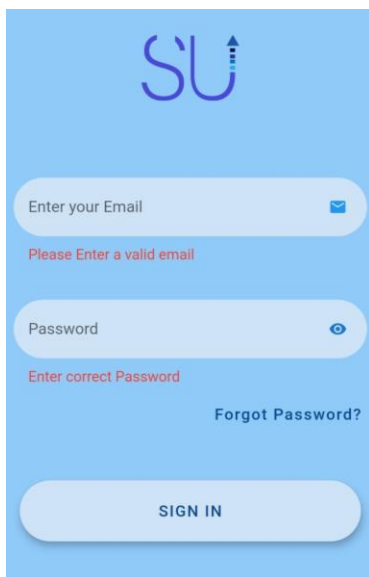 SU
Enter your Email
Please Enter a valid email
Password
Enter correct Password
Forgot Password?
SIGN IN